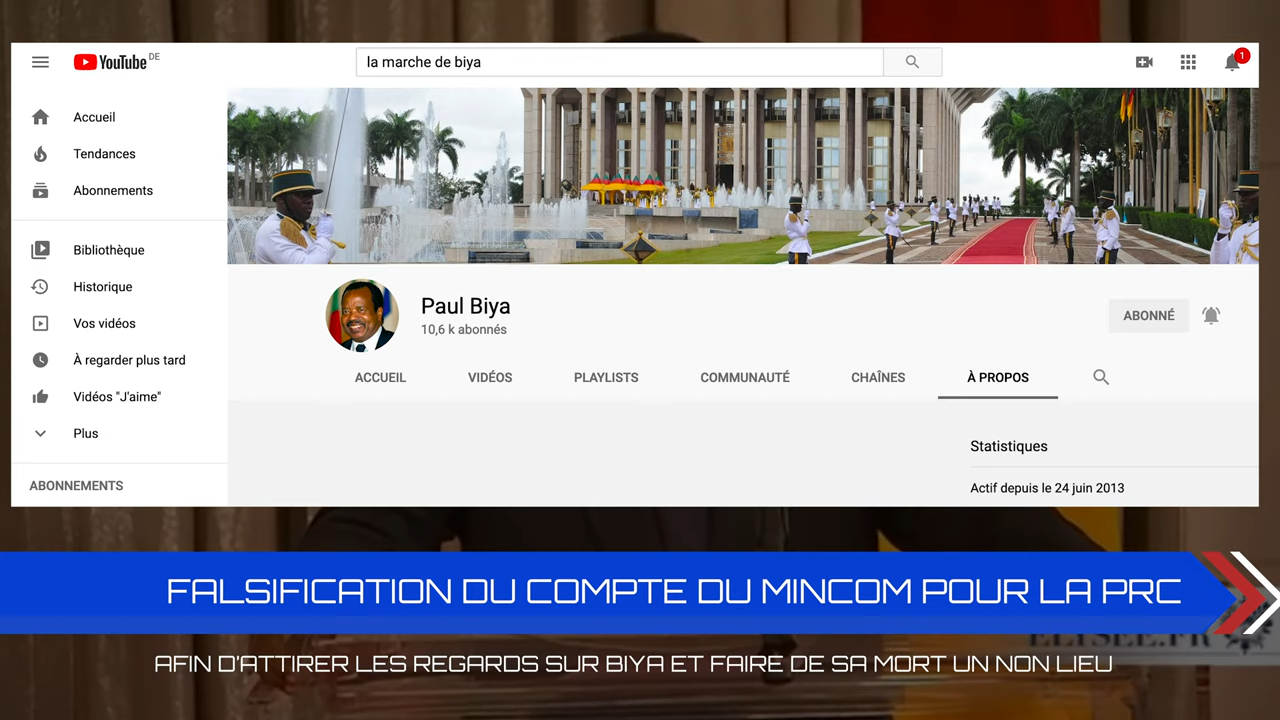 YouTube DE
la marche de biya
1
Accueil
Tendances
Abonnements
Bibliothèque
Historique
Vos vidéos
À regarder plus tard
Vidéos "J'aime"
Plus
ABONNEMENTS
Paul Biya
10,6 k abonnés
ABONNÉ
ACCUEIL VIDÉOS PLAYLISTS COMMUNAUTÉ CHAÎNES À PROPOS
Statistiques
Actif depuis le 24 juin 2013
FALSIFICATION DU COMPTE DU MINCOM POUR LA PRC
ELISEE.FR
AFIN D'ATTIRER LES REGARDS SUR BIYA ET FAIRE DE SA MORT UN NON LIEU